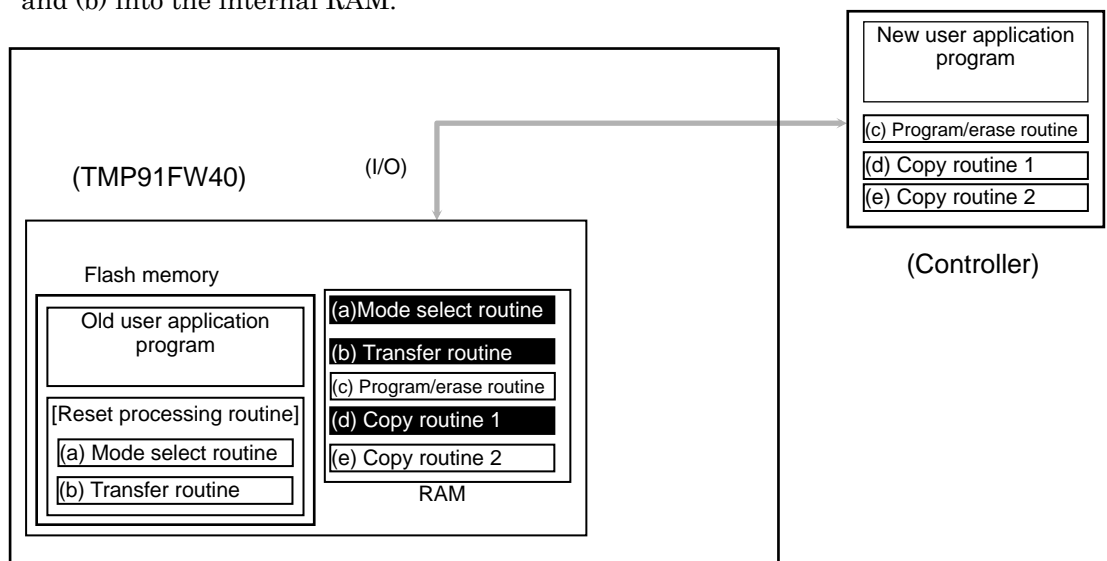 and (b) into the internal RAM.
New user application
program
(c) Program/erase routine
(d) Copy routine 1
(e) Copy routine 2
(Controller)
(I/O)
(TMP91FW40)
Flash memory
Old user application
program
[Reset processing routine]
(a) Mode select routine
(b) Transfer routine
(a)Mode select routine
(b) Transfer routine
(c) Program/erase routine
(d) Copy routine 1
(e) Copy routine 2
RAM